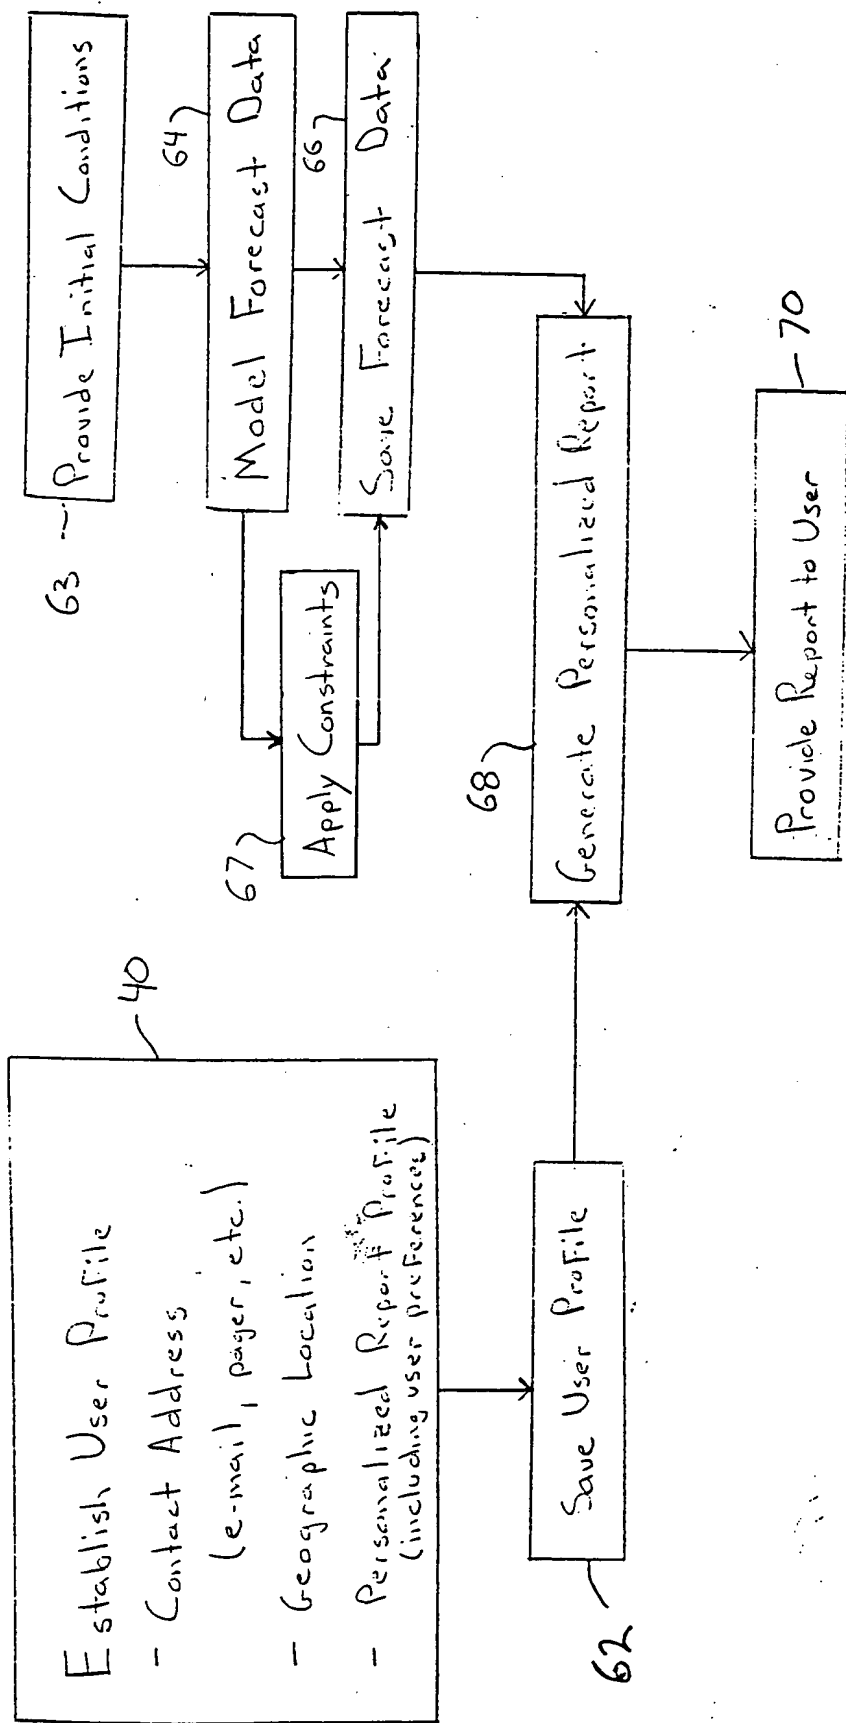 Establish User Profile
- Contact Address
(e-mail, pager, etc.)
- Geographic Location
- Personalized Report Profile
(including user preferences)
40
Save User Profile
62
63
Provide Initial Conditions
64
Model Forecast Data
66
Save Forecast Data
67
Apply Constraints
68
Generate Personalized Report
Provide Report to User
70